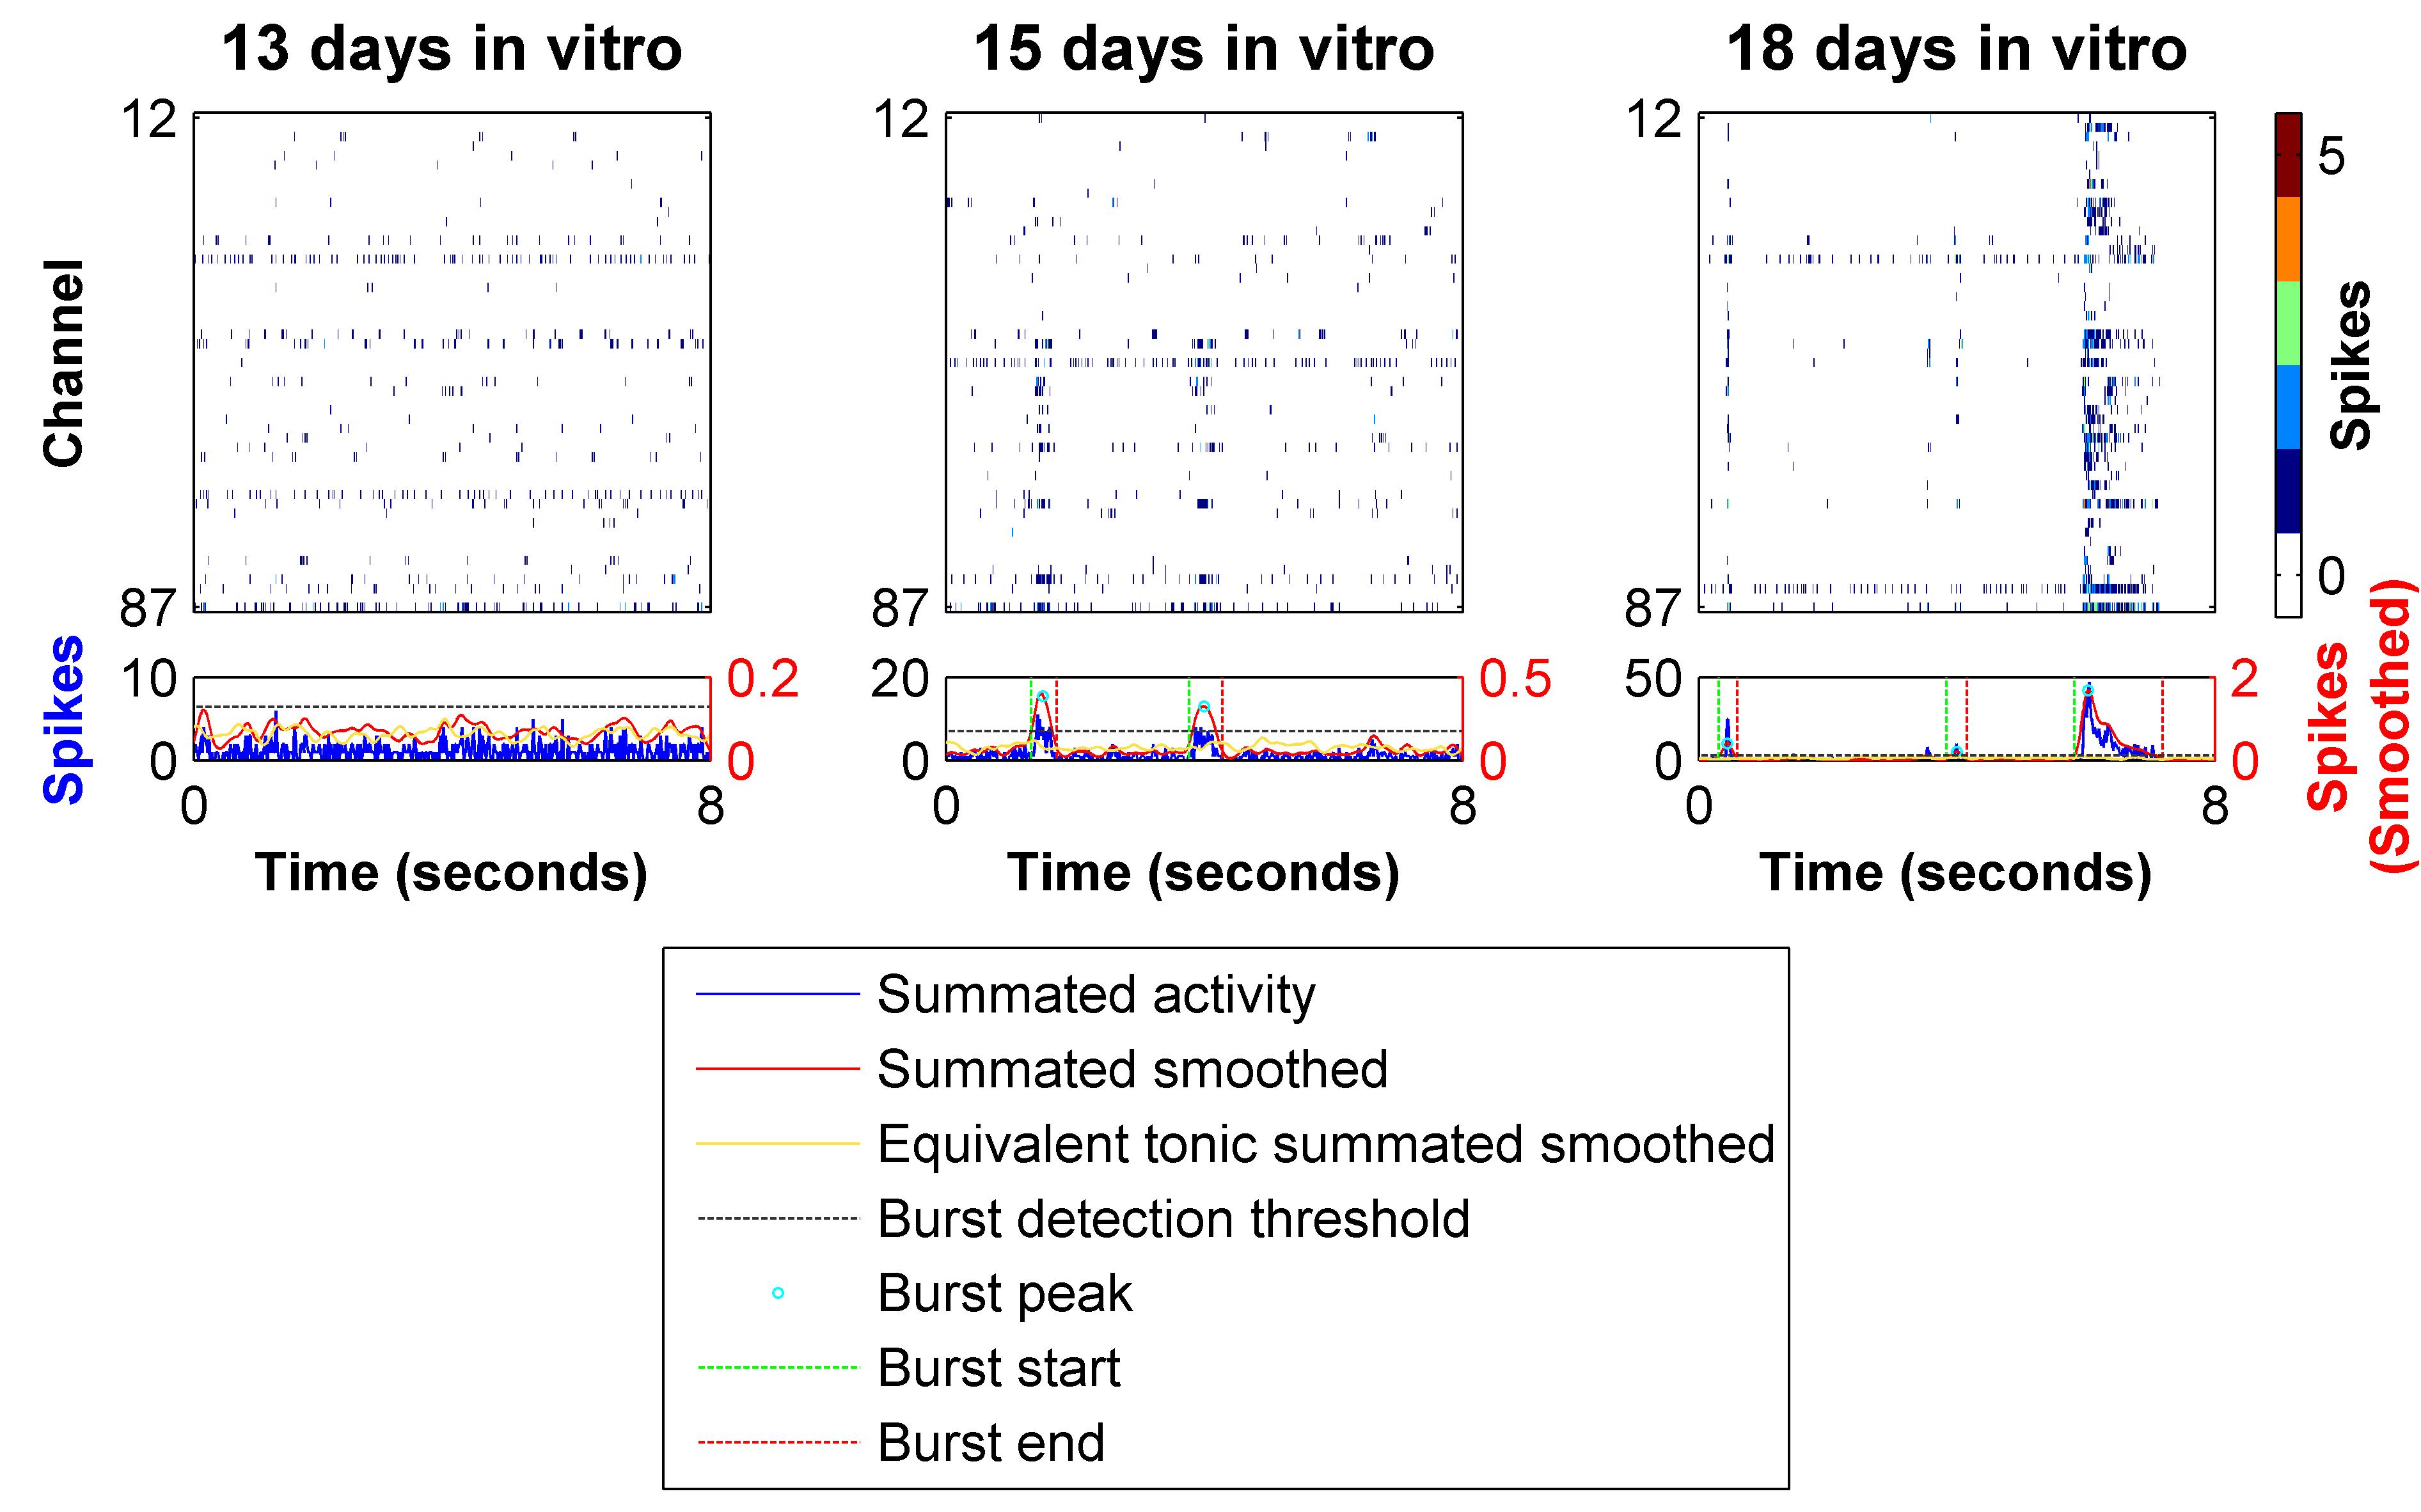 13 days in vitro
15 days in vitro
18 days in vitro
Channel
12
87
12
87
12
87
5
0
Spikes
Spikes
10
0
0.2
0
20
0
0.5
0
50
0
2
0
Spikes
(Smoothed)
0
8
0
8
0
8
Time (seconds)
Time (seconds)
Time (seconds)
Summated activity
Summated smoothed
Equivalent tonic summated smoothed
Burst detection threshold
Burst peak
Burst start
Burst end